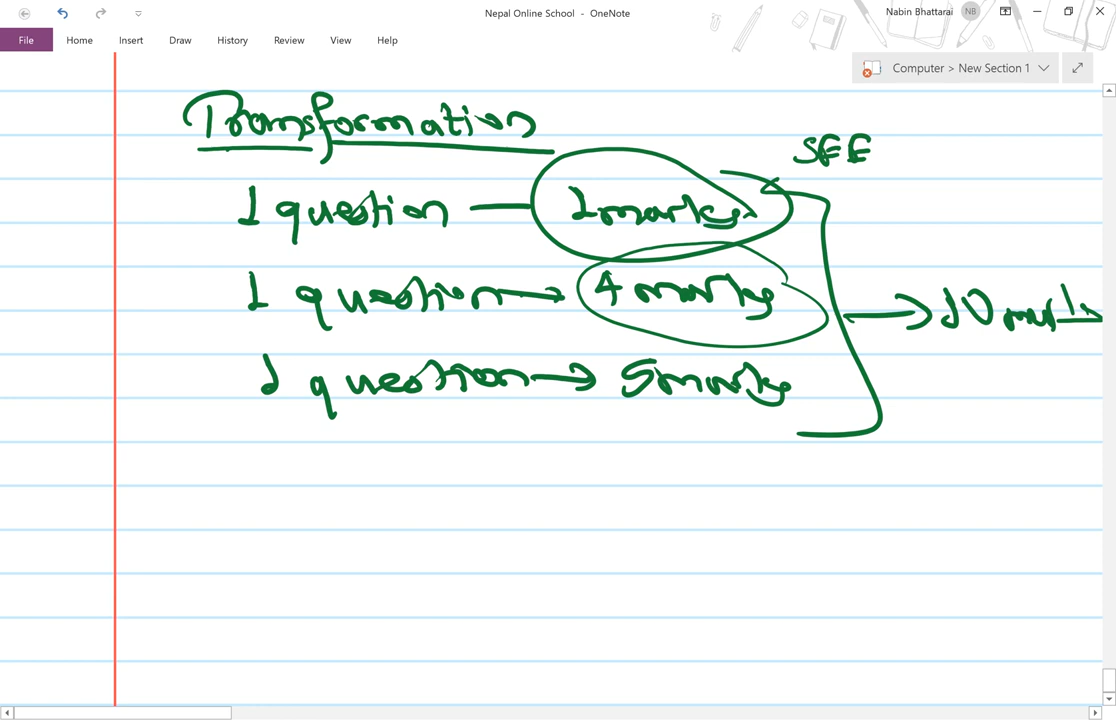 Nepal Online School - OneNote
Nabin Bhattarai NB
File Home Insert Draw History Review View Help
Computer > New Section 1
Transformation
SEE
1 question — 1 marks
1 question → 4 marks
→ 10 marks
1 question → 5 marks